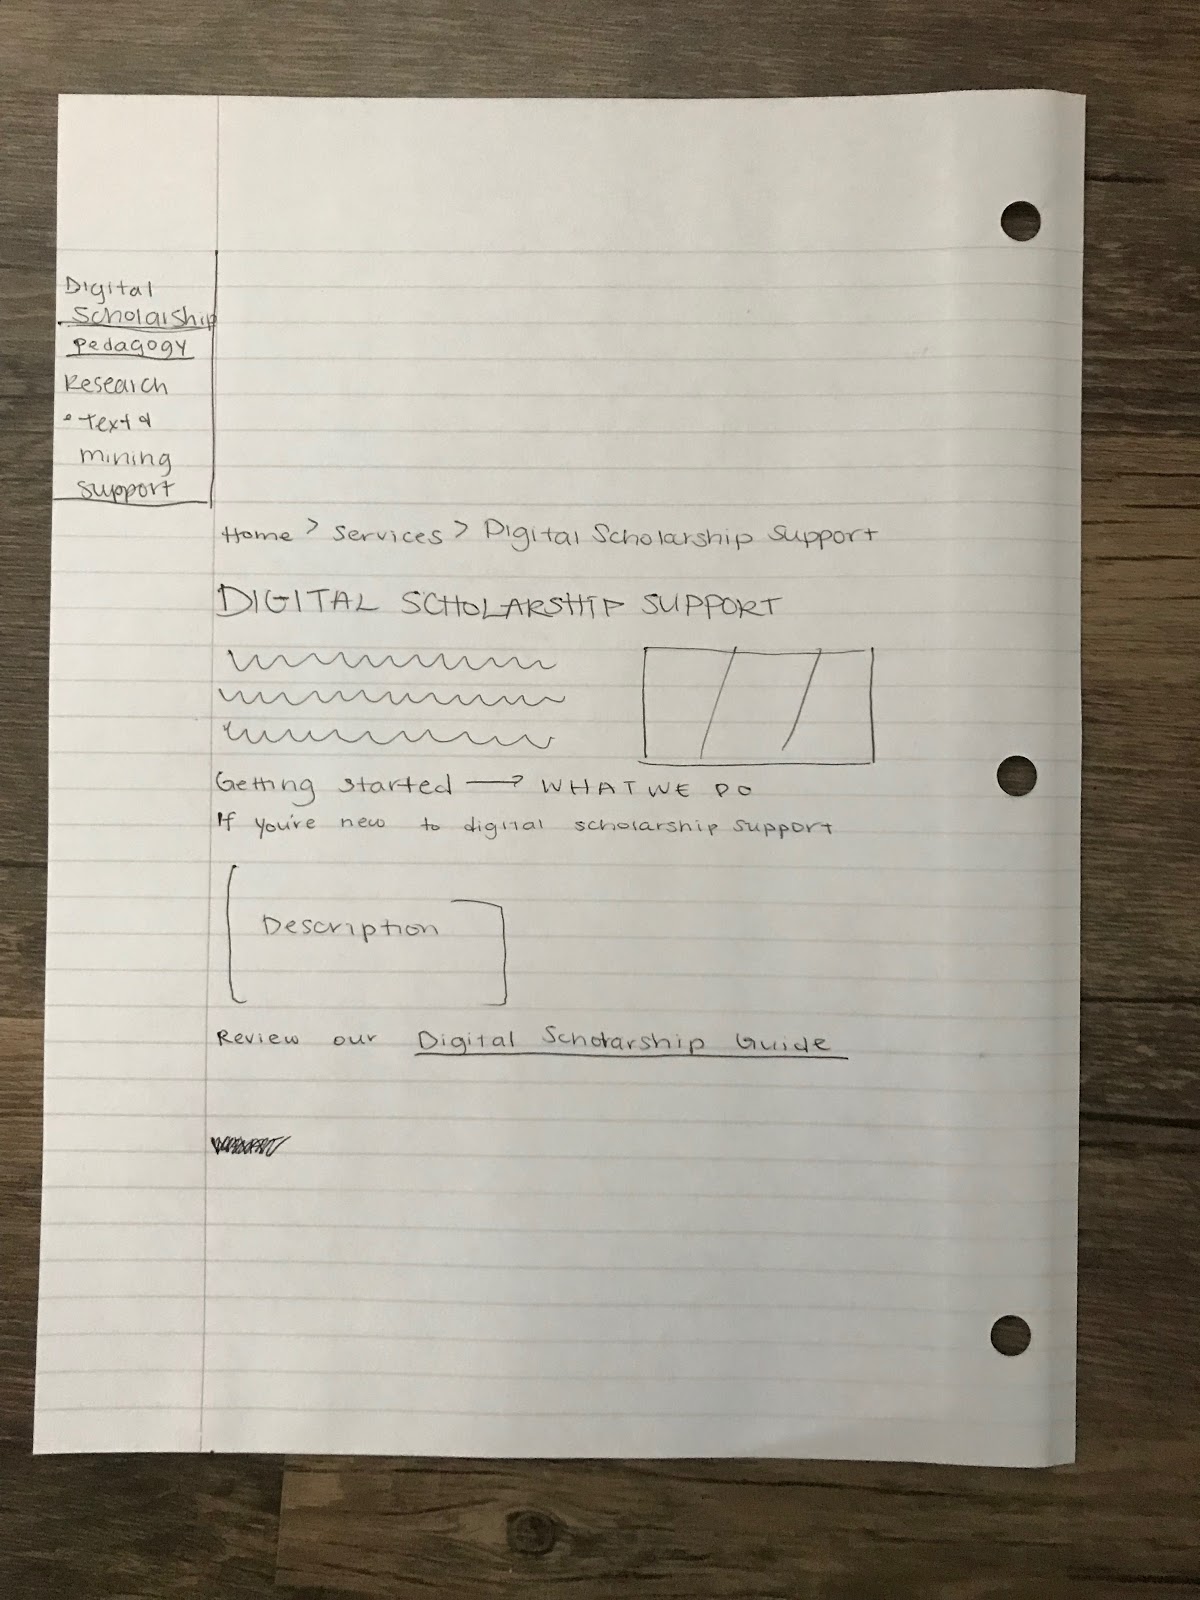 Digital
Scholarship
pedagogy
Research
• Text &
mining
support
Home > Services > Digital Scholarship Support
DIGITAL SCHOLARSHIP SUPPORT
Getting started → WHAT WE DO
If you're new to digital scholarship support
Description
Review our Digital Scholarship Guide